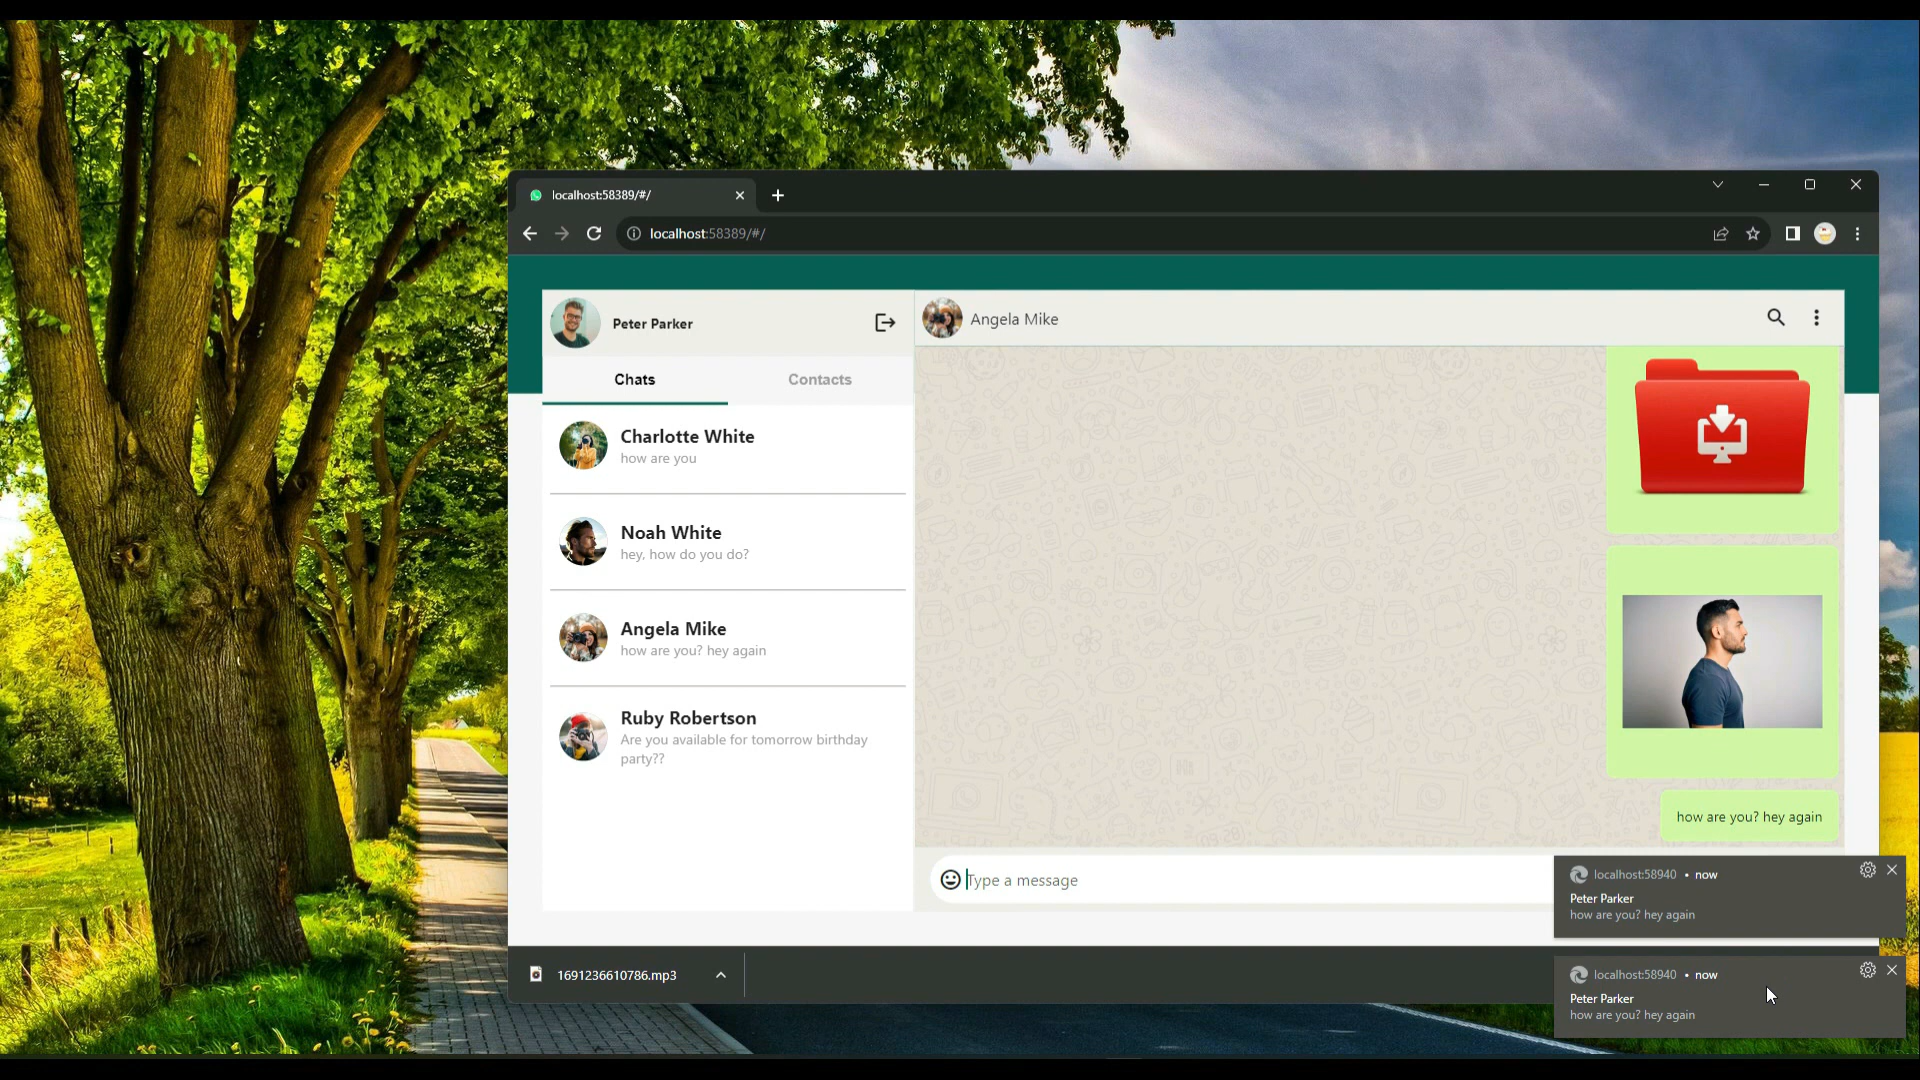 localhost:58389/#/
localhost:58389/#/
Peter Parker
Chats
Contacts
Charlotte White
how are you
Noah White
hey, how do you do?
Angela Mike
how are you? hey again
Ruby Robertson
Are you available for tomorrow birthday
party??
Angela Mike
how are you? hey again
Type a message
localhost:58940 • now
Peter Parker
how are you? hey again
localhost:58940 • now
Peter Parker
how are you? hey again
1691236610786.mp3